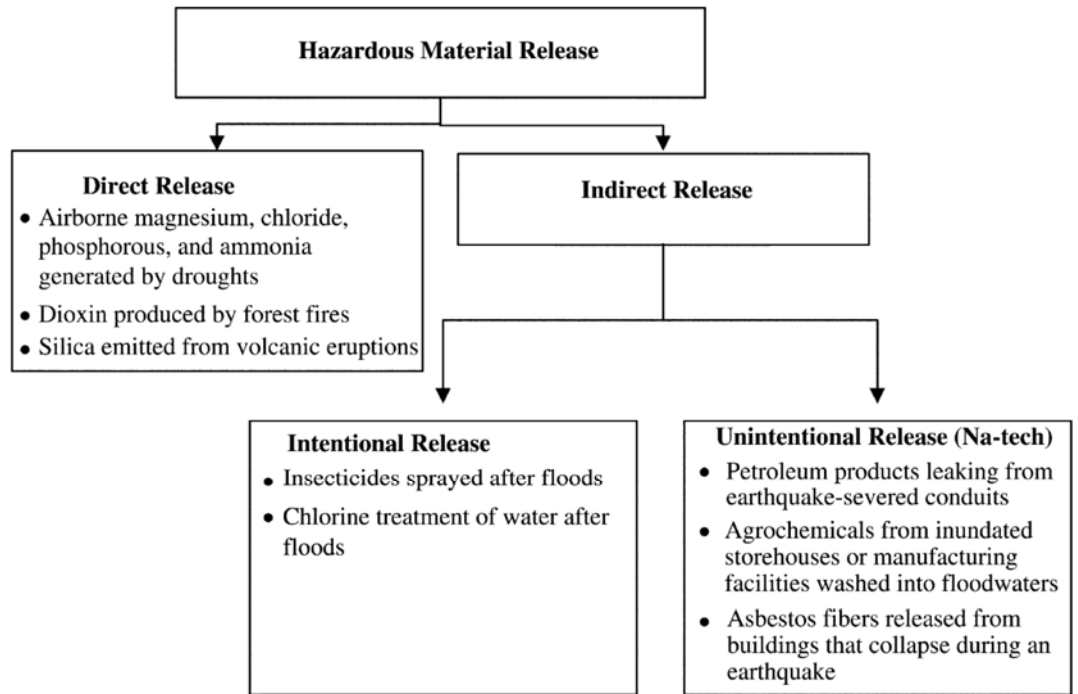 Hazardous Material Release
Direct Release
• Airborne magnesium, chloride,
phosphorous, and ammonia
generated by droughts
• Dioxin produced by forest fires
• Silica emitted from volcanic eruptions
Indirect Release
Intentional Release
• Insecticides sprayed after floods
• Chlorine treatment of water after
floods
Unintentional Release (Na-tech)
• Petroleum products leaking from
earthquake-severed conduits
• Agrochemicals from inundated
storehouses or manufacturing
facilities washed into floodwaters
• Asbestos fibers released from
buildings that collapse during an
earthquake